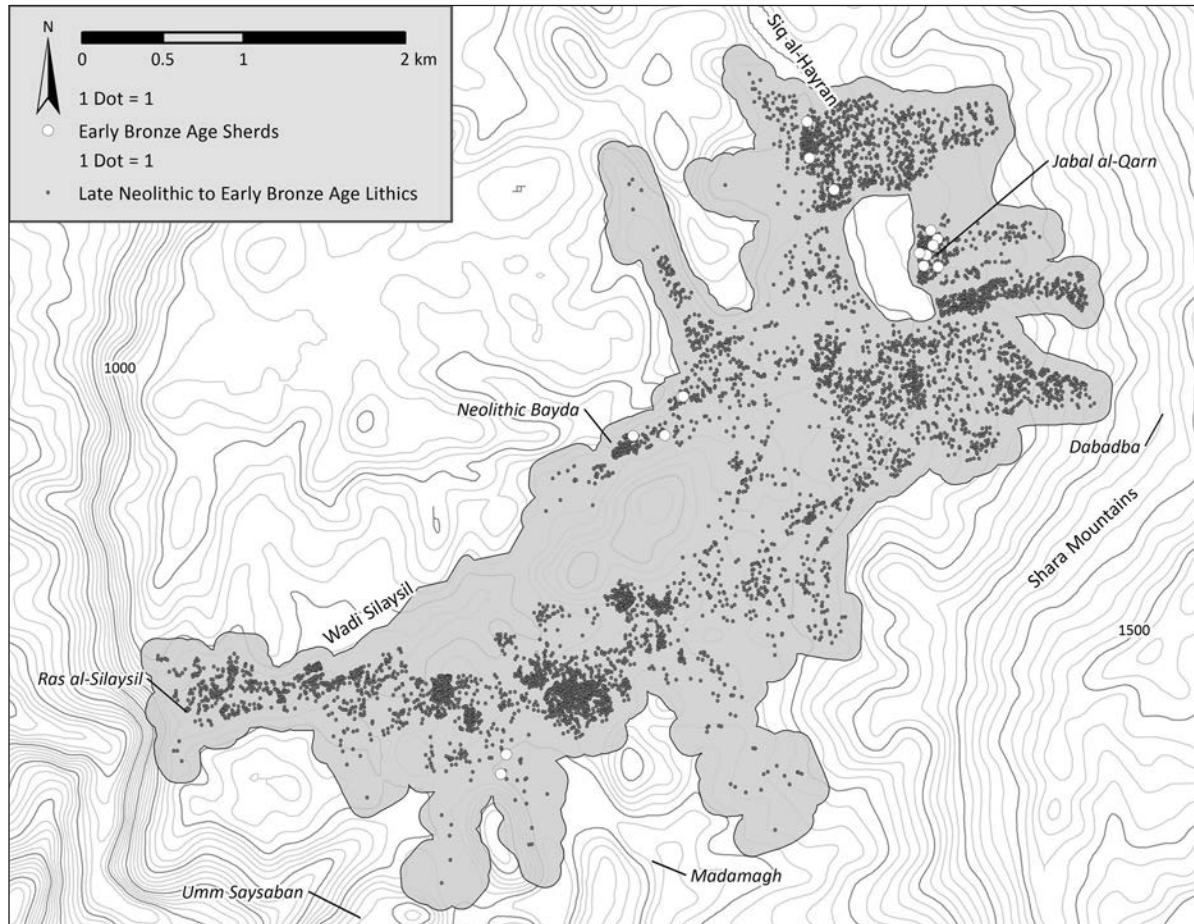 N
0 0.5 1 2 km
1 Dot = 1
Early Bronze Age Sherds
1 Dot = 1
Late Neolithic to Early Bronze Age Lithics
Siq al-Hayran
Jabal al-Qarn
1000
Neolithic Bayda
Dabadba
Shara Mountains
Wadi Silaysil
1500
Ras al-Silaysil
Madamagh
Umm Saysaban